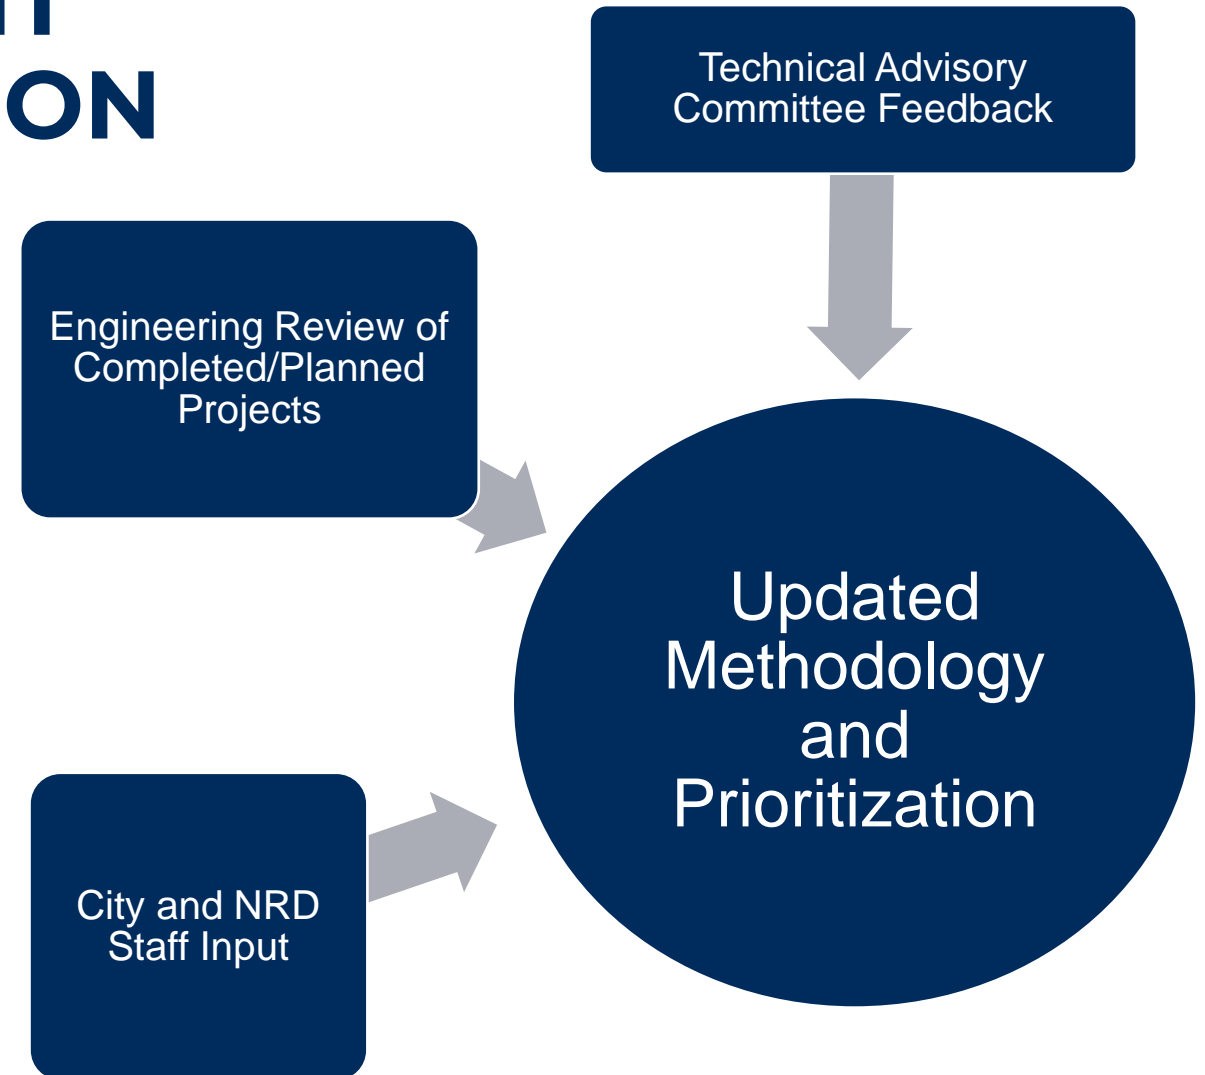 ON
Technical Advisory
Committee Feedback
Engineering Review of
Completed/Planned
Projects
Updated
Methodology
and
Prioritization
City and NRD
Staff Input